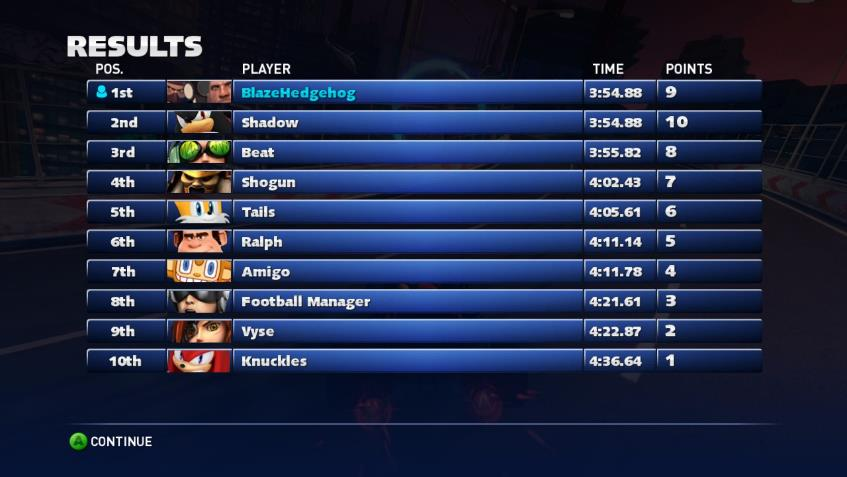 RESULTS
POS. PLAYER TIME POINTS
1st BlazeHedgehog 3:54.88 9
2nd Shadow 3:54.88 10
3rd Beat 3:55.82 8
4th Shogun 4:02.43 7
5th Tails 4:05.61 6
6th Ralph 4:11.14 5
7th Amigo 4:11.78 4
8th Football Manager 4:21.61 3
9th Vyse 4:22.87 2
10th Knuckles 4:36.64 1
A CONTINUE